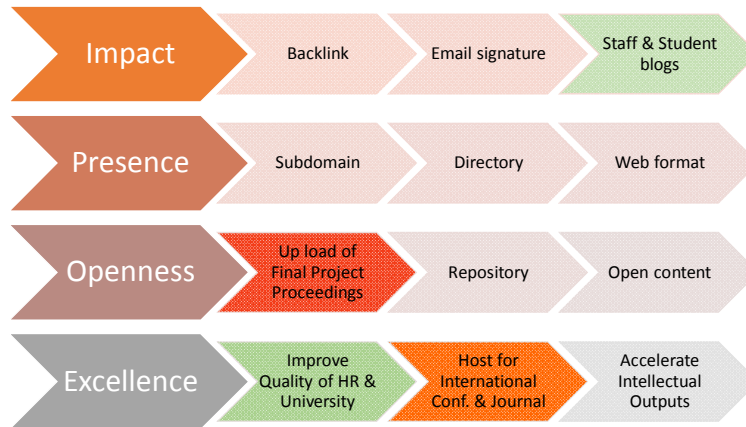 Impact
Backlink
Email signature
Staff & Student
blogs
Presence
Subdomain
Directory
Web format
Openness
Up load of
Final Project
Proceedings
Repository
Open content
Excellence
Improve
Quality of HR &
University
Host for
International
Conf. & Journal
Accelerate
Intellectual
Outputs